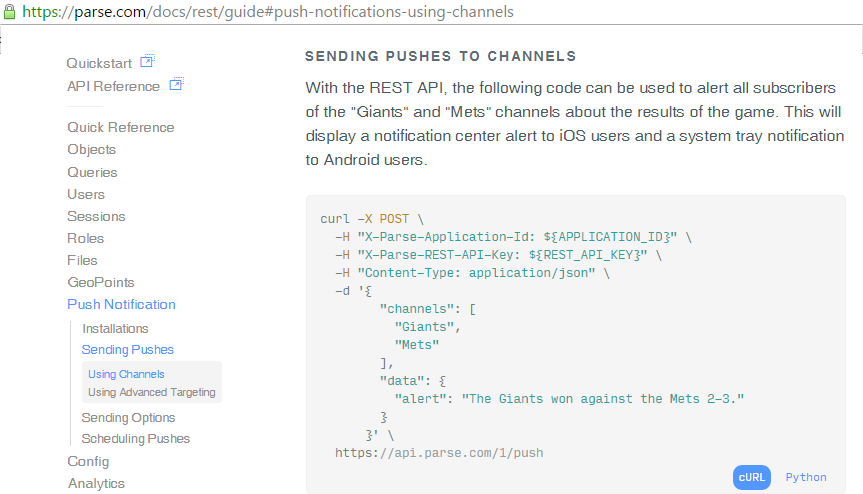 https://parse.com/docs/rest/guide#push-notifications-using-channels
Quickstart
API Reference
Quick Reference
Objects
Queries
Users
Sessions
Roles
Files
GeoPoints
Push Notification
Installations
Sending Pushes
Using Channels
Using Advanced Targeting
Sending Options
Scheduling Pushes
Config
Analytics
SENDING PUSHES TO CHANNELS
With the REST API, the following code can be used to alert all subscribers
of the "Giants" and "Mets" channels about the results of the game. This will
display a notification center alert to iOS users and a system tray notification
to Android users.
curl -X POST \
-H "X-Parse-Application-Id: ${APPLICATION_ID}" \
-H "X-Parse-REST-API-Key: ${REST_API_KEY}" \
-H "Content-Type: application/json" \
-d '{
"channels": [
"Giants",
"Mets"
],
"data": {
"alert": "The Giants won against the Mets 2-3."
}
}' \
https://api.parse.com/1/push
cURL Python